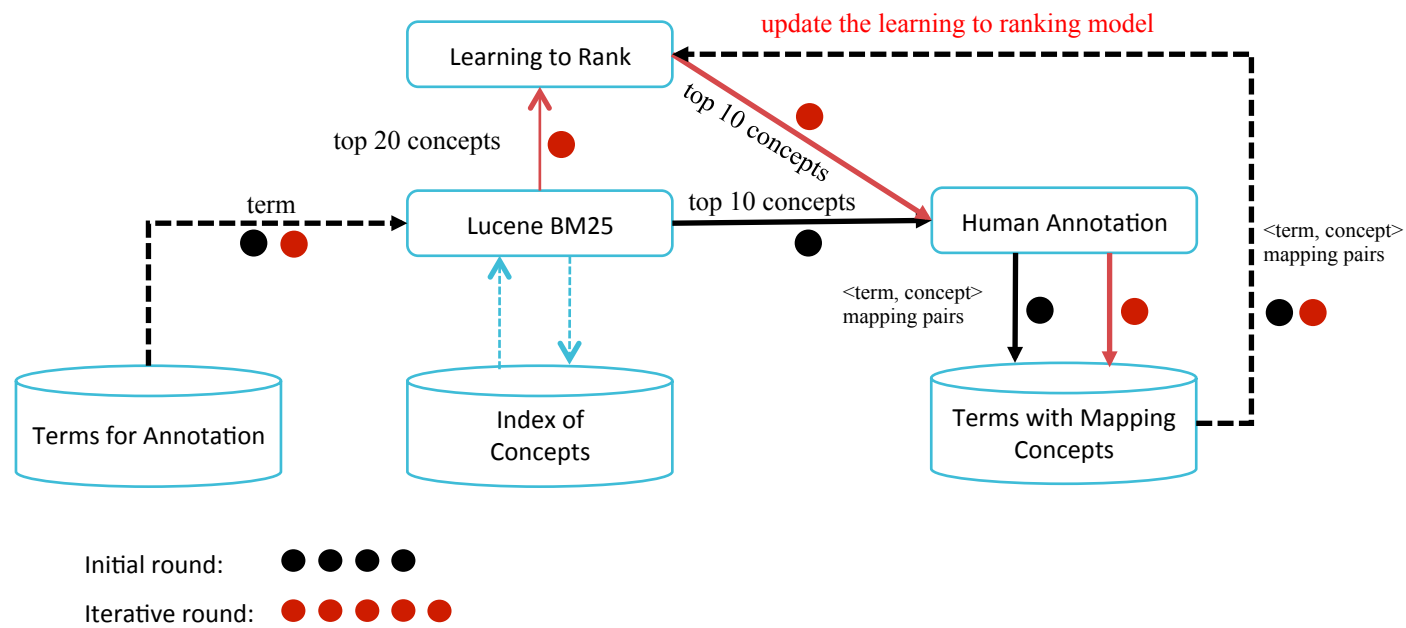 update the learning to ranking model
Learning to Rank
top 10 concepts
top 20 concepts
term
Lucene BM25
top 10 concepts
Human Annotation
<term, concept>
mapping pairs
<term, concept>
mapping pairs
Terms for Annotation
Index of
Concepts
Terms with Mapping
Concepts
Initial round:
Iterative round: